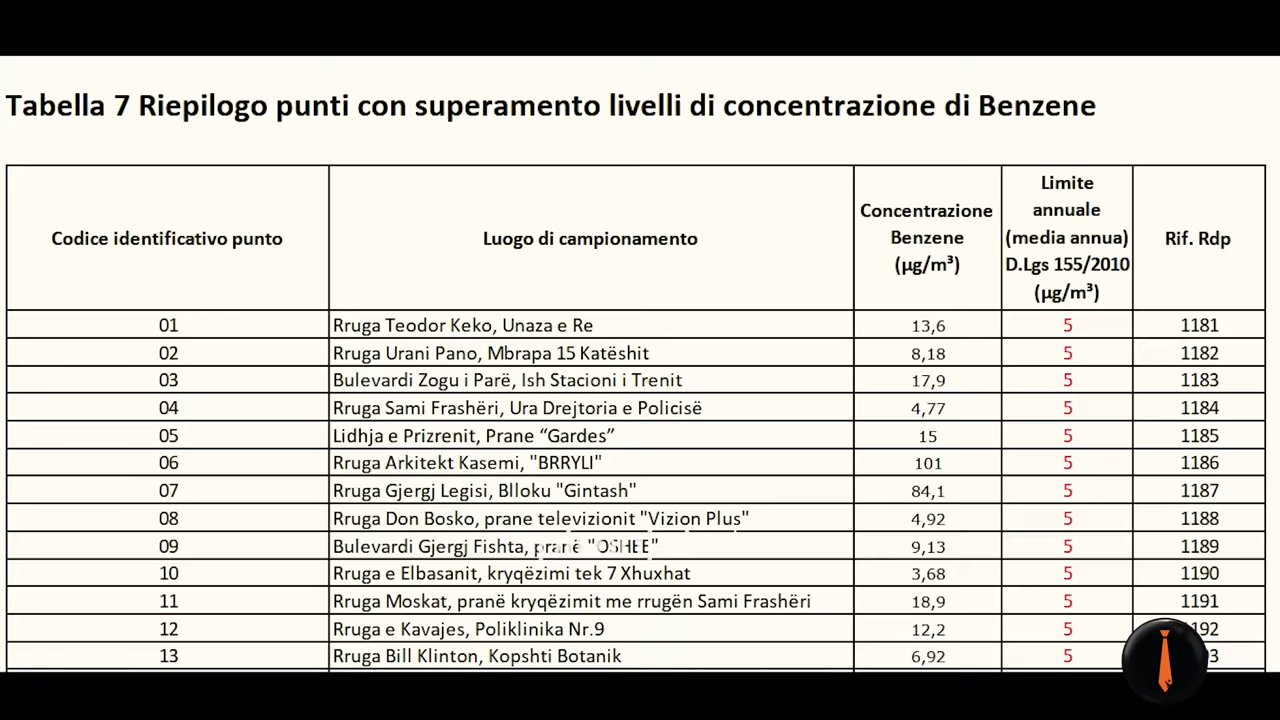 Tabella 7 Riepilogo punti con superamento livelli di concentrazione di Benzene
Codice identificativo punto Luogo di campionamento Concentrazione Benzene (µg/m³) Limite annuale (media annua) D.Lgs 155/2010 (µg/m³) Rif. Rdp
01 Rruga Teodor Keko, Unaza e Re 13,6 5 1181
02 Rruga Urani Pano, Mbrapa 15 Katëshit 8,18 5 1182
03 Bulevardi Zogu i Parë, Ish Stacioni i Trenit 17,9 5 1183
04 Rruga Sami Frashëri, Ura Drejtoria e Policisë 4,77 5 1184
05 Lidhja e Prizrenit, Prane “Gardes” 15 5 1185
06 Rruga Arkitekt Kasemi, "BRRYLI" 101 5 1186
07 Rruga Gjergj Legisi, Blloku "Gintash" 84,1 5 1187
08 Rruga Don Bosko, prane televizionit "Vizion Plus" 4,92 5 1188
09 Bulevardi Gjergj Fishta, pranë "OSHEE" 9,13 5 1189
10 Rruga e Elbasanit, kryqëzimi tek 7 Xhuxhat 3,68 5 1190
11 Rruga Moskat, pranë kryqëzimit me rrugën Sami Frashëri 18,9 5 1191
12 Rruga e Kavajes, Poliklinika Nr.9 12,2 5
13 Rruga Bill Klinton, Kopshti Botanik 6,92 5